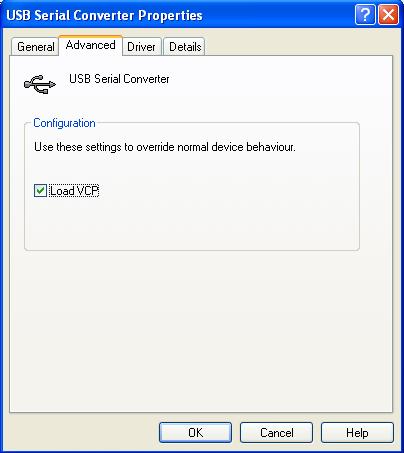 USB Serial Converter Properties
General Advanced Driver Details
USB Serial Converter
Configuration
Use these settings to override normal device behaviour.
Load VCP
OK Cancel Help